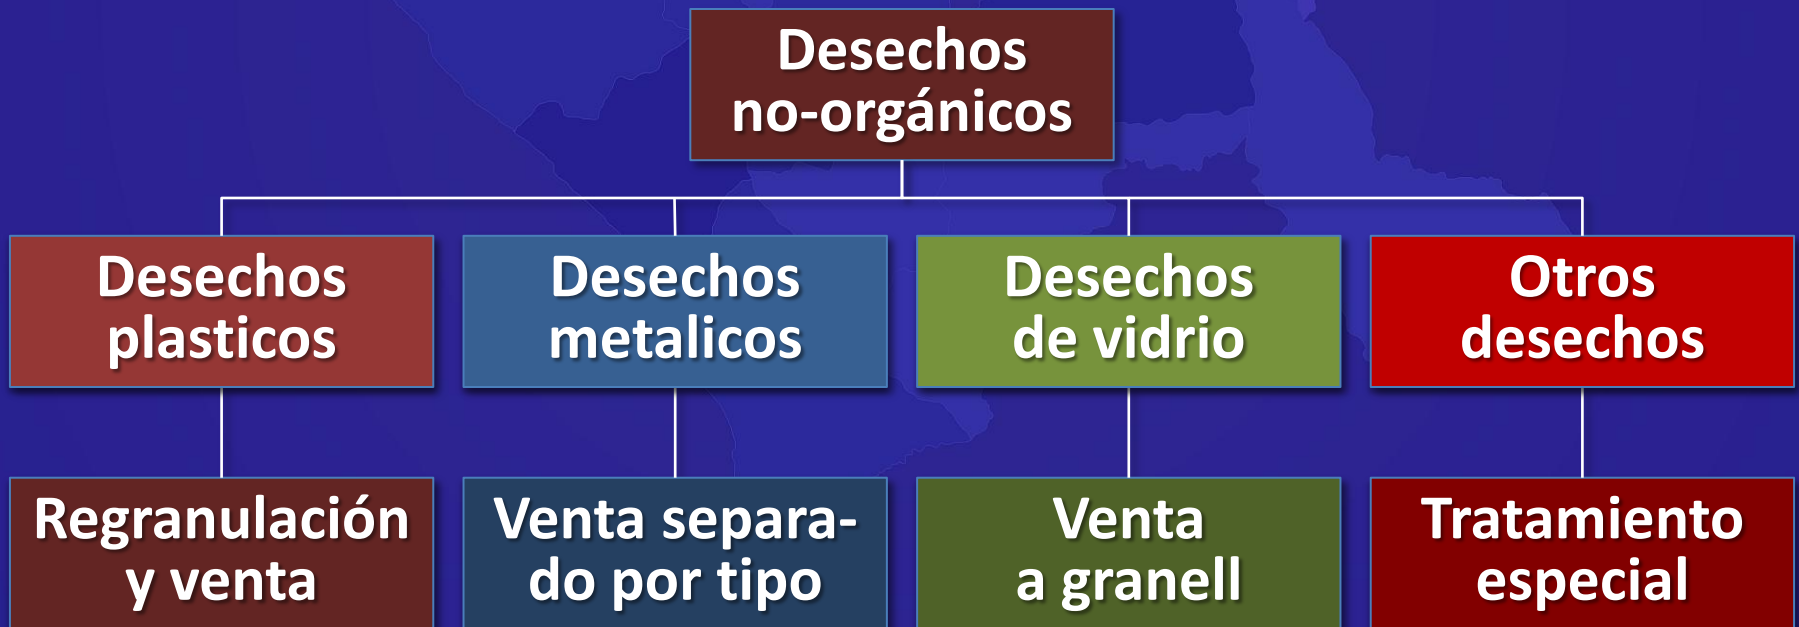 Desechos
no-orgánicos
Desechos
plasticos
Desechos
metalicos
Desechos
de vidrio
Otros
desechos
Regranulación
y venta
Venta separa-
do por tipo
Venta
a granell
Tratamiento
especial